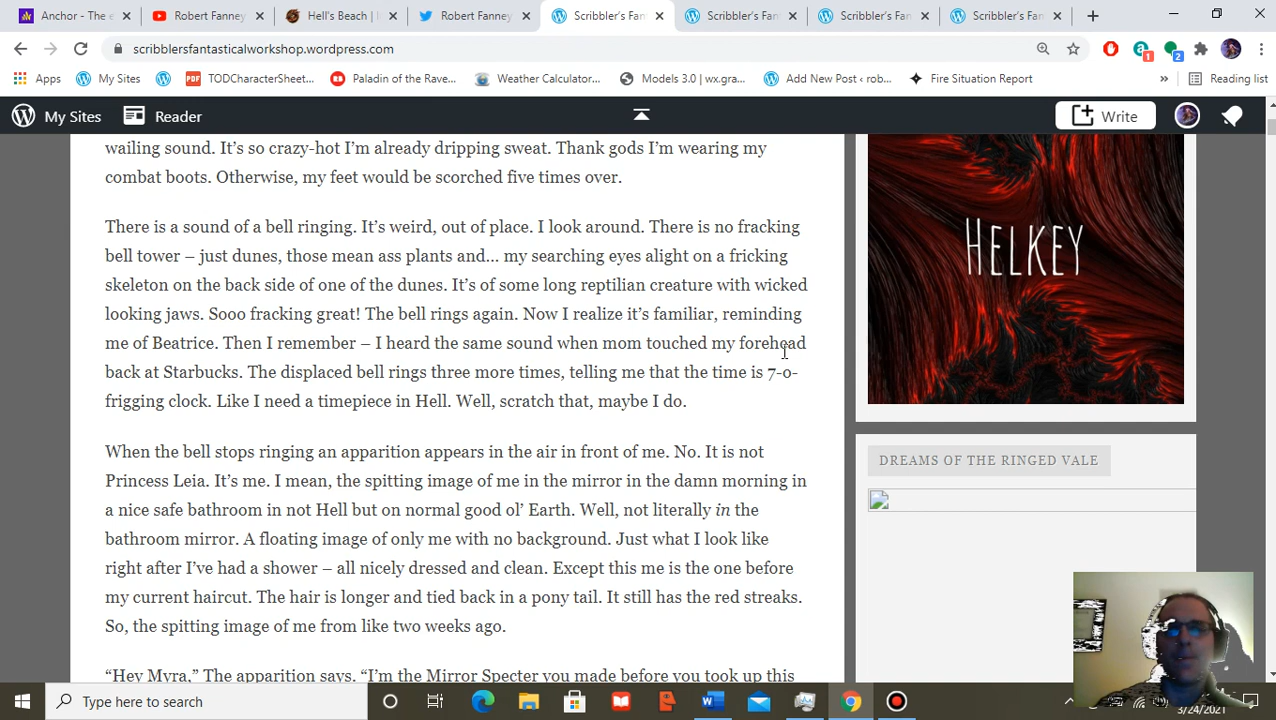 Anchor - The e
Robert Fanney
Hell's Beach | I
Robert Fanney
Scribbler's Fan
Scribbler's Fan
Scribbler's Fan
Scribbler's Fan
scribblersfantasticalworkshop.wordpress.com
Apps
My Sites
TODCharacterSheet...
Paladin of the Rave...
Weather Calculator...
Models 3.0 | wx.gra...
Add New Post ‹ rob...
Fire Situation Report
»
Reading list
My Sites
Reader
Write
wailing sound. It's so crazy-hot I'm already dripping sweat. Thank gods I'm wearing my
combat boots. Otherwise, my feet would be scorched five times over.
There is a sound of a bell ringing. It's weird, out of place. I look around. There is no fracking
bell tower – just dunes, those mean ass plants and… my searching eyes alight on a fricking
skeleton on the back side of one of the dunes. It's of some long reptilian creature with wicked
looking jaws. Sooo fracking great! The bell rings again. Now I realize it's familiar, reminding
me of Beatrice. Then I remember – I heard the same sound when mom touched my forehead
back at Starbucks. The displaced bell rings three more times, telling me that the time is 7-o-
frigging clock. Like I need a timepiece in Hell. Well, scratch that, maybe I do.
When the bell stops ringing an apparition appears in the air in front of me. No. It is not
Princess Leia. It's me. I mean, the spitting image of me in the mirror in the damn morning in
a nice safe bathroom in not Hell but on normal good ol' Earth. Well, not literally in the
bathroom mirror. A floating image of only me with no background. Just what I look like
right after I've had a shower – all nicely dressed and clean. Except this me is the one before
my current haircut. The hair is longer and tied back in a pony tail. It still has the red streaks.
So, the spitting image of me from like two weeks ago.
“Hey Myra,” The apparition says. “I'm the Mirror Specter you made before you took up this
HELKEY
DREAMS OF THE RINGED VALE
Type here to search
3/24/2021